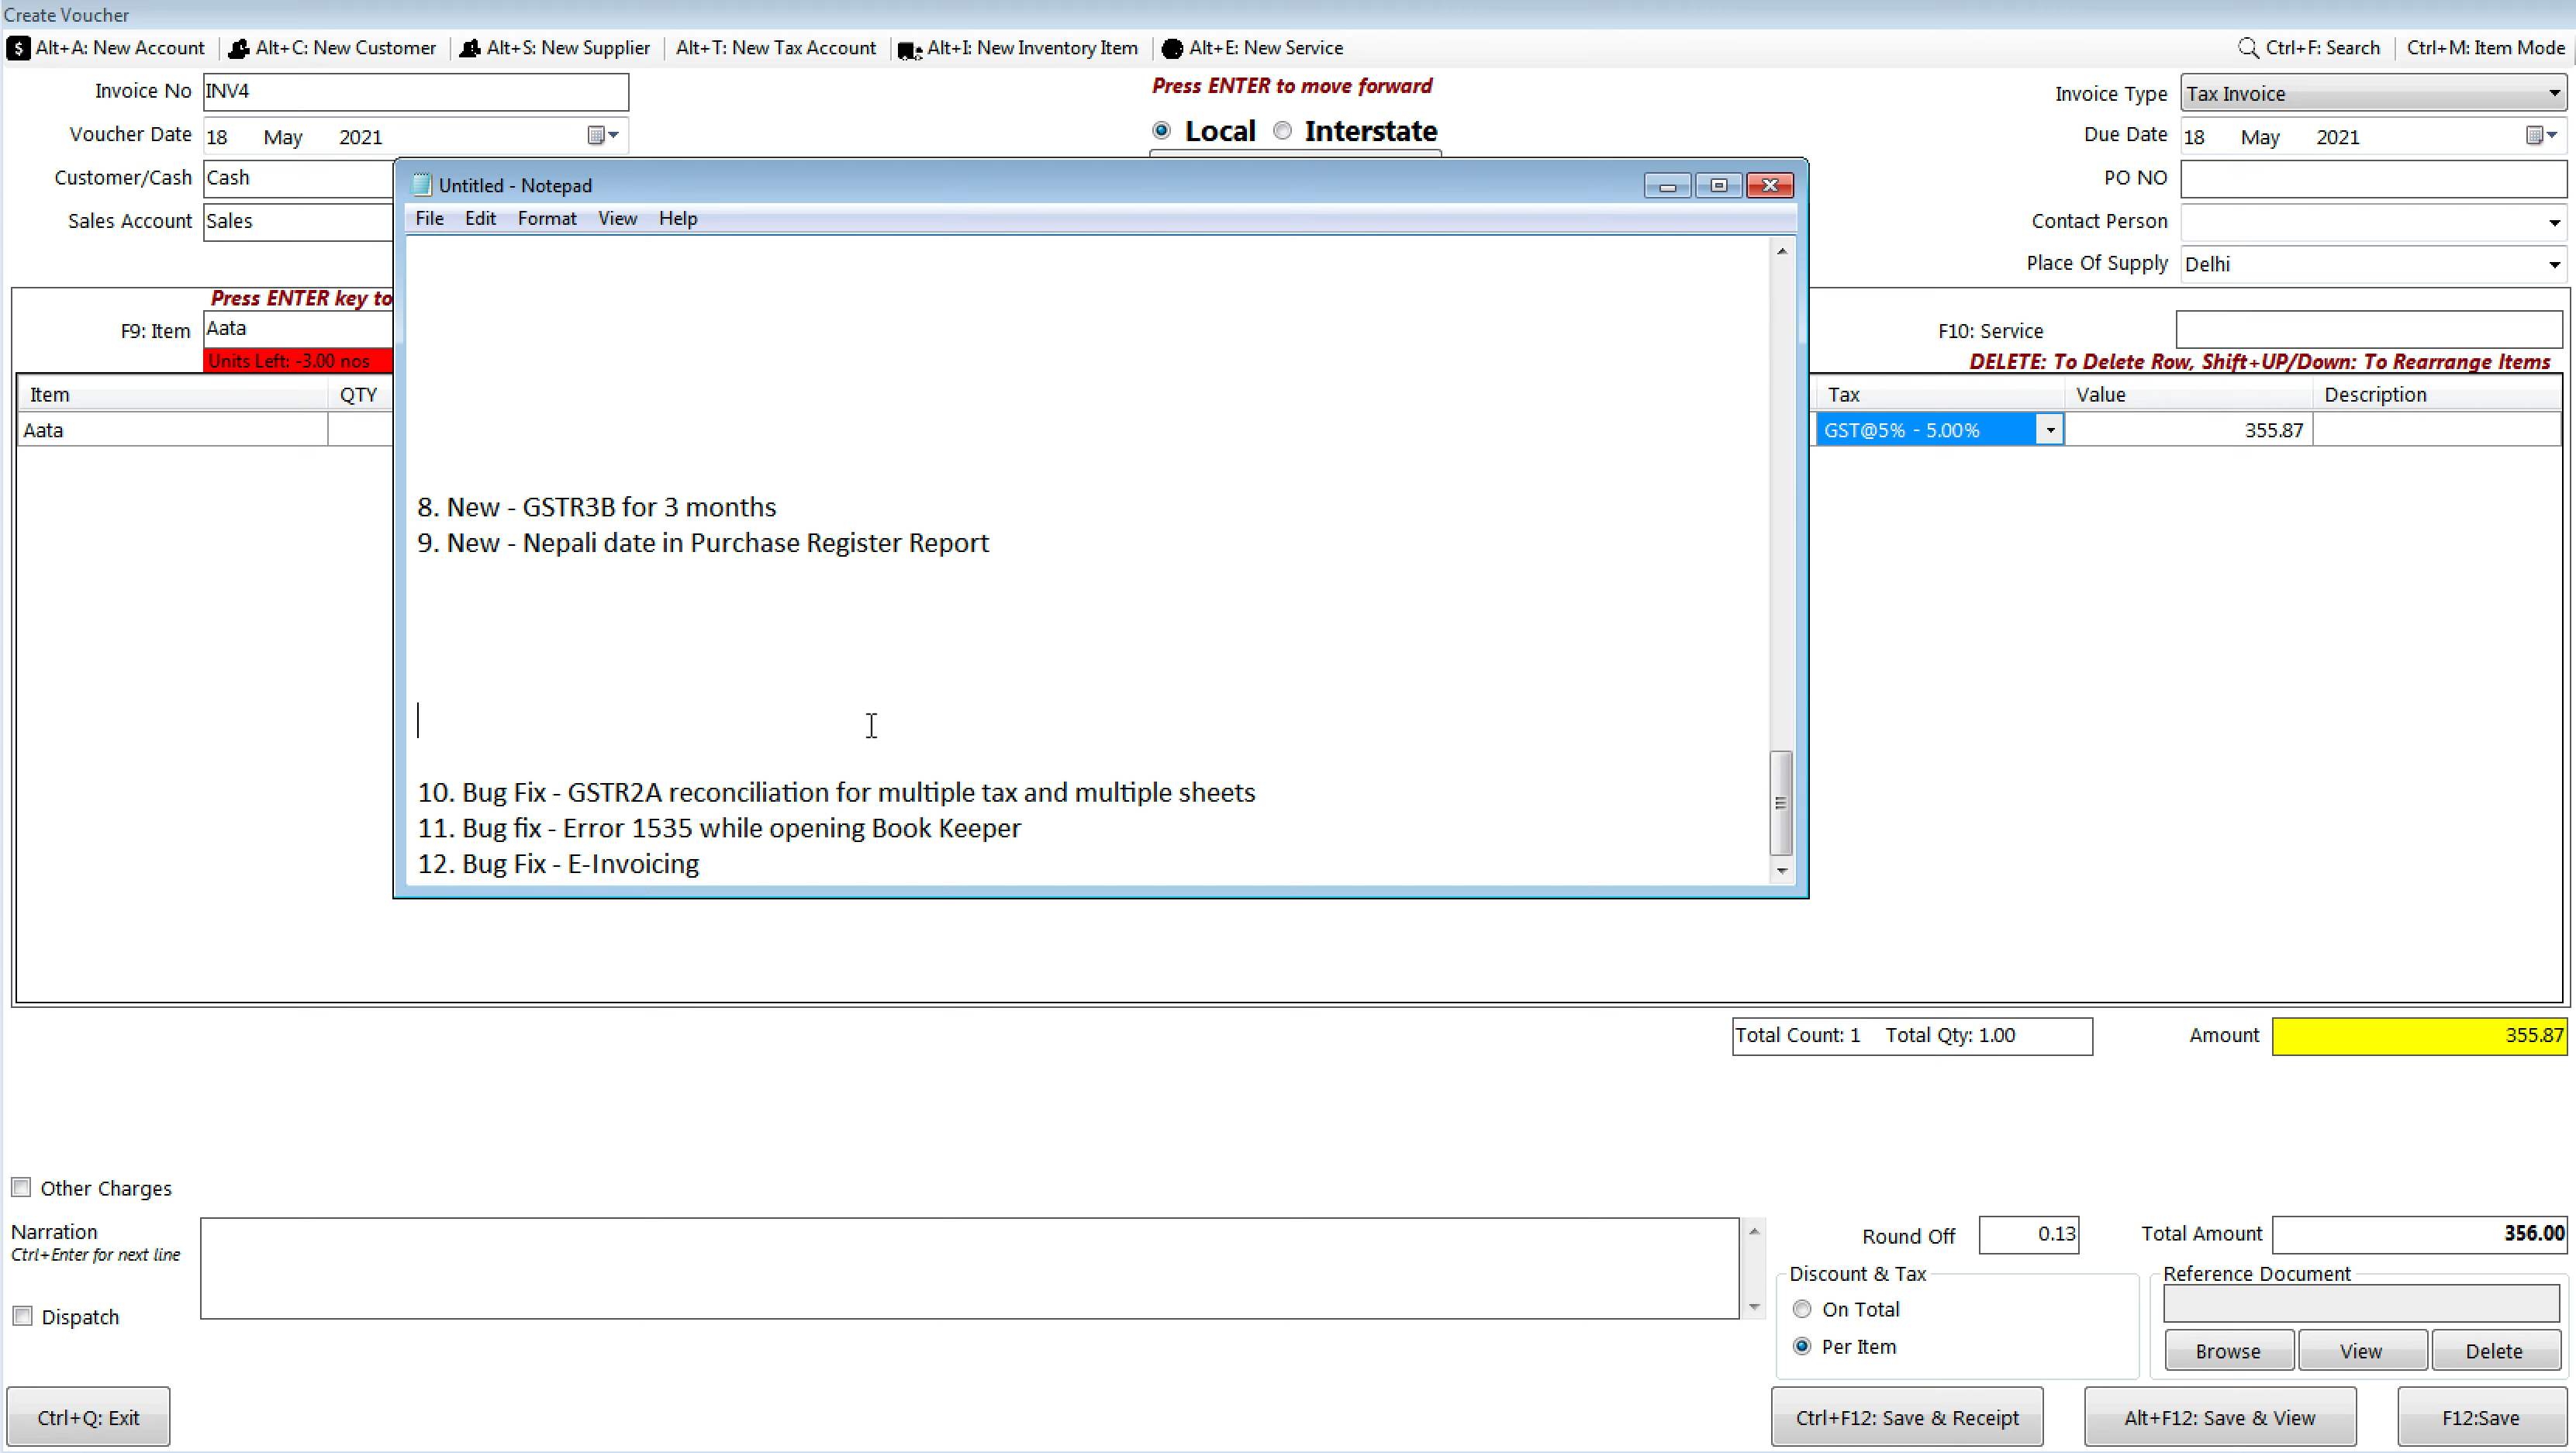 Create Voucher
$ Alt+A: New Account Alt+C: New Customer Alt+S: New Supplier Alt+T: New Tax Account Alt+I: New Inventory Item Alt+E: New Service Ctrl+F: Search Ctrl+M: Item Mode
Invoice No INV4
Press ENTER to move forward
Invoice Type Tax Invoice
Voucher Date 18 May 2021
Local Interstate
Due Date 18 May 2021
Customer/Cash Cash
PO NO
Sales Account Sales
Contact Person
Place Of Supply Delhi
Press ENTER key to
F9: Item Aata
F10: Service
Units Left: -3.00 nos
DELETE: To Delete Row, Shift+UP/Down: To Rearrange Items
Item QTY Tax Value Description
Aata GST@5% - 5.00% 355.87
Untitled - Notepad
File Edit Format View Help
8. New - GSTR3B for 3 months
9. New - Nepali date in Purchase Register Report
10. Bug Fix - GSTR2A reconciliation for multiple tax and multiple sheets
11. Bug fix - Error 1535 while opening Book Keeper
12. Bug Fix - E-Invoicing
Total Count: 1 Total Qty: 1.00 Amount 355.87
Other Charges
Narration
Ctrl+Enter for next line
Round Off 0.13 Total Amount 356.00
Discount & Tax
On Total
Per Item
Reference Document
Browse View Delete
Dispatch
Ctrl+Q: Exit Ctrl+F12: Save & Receipt Alt+F12: Save & View F12:Save